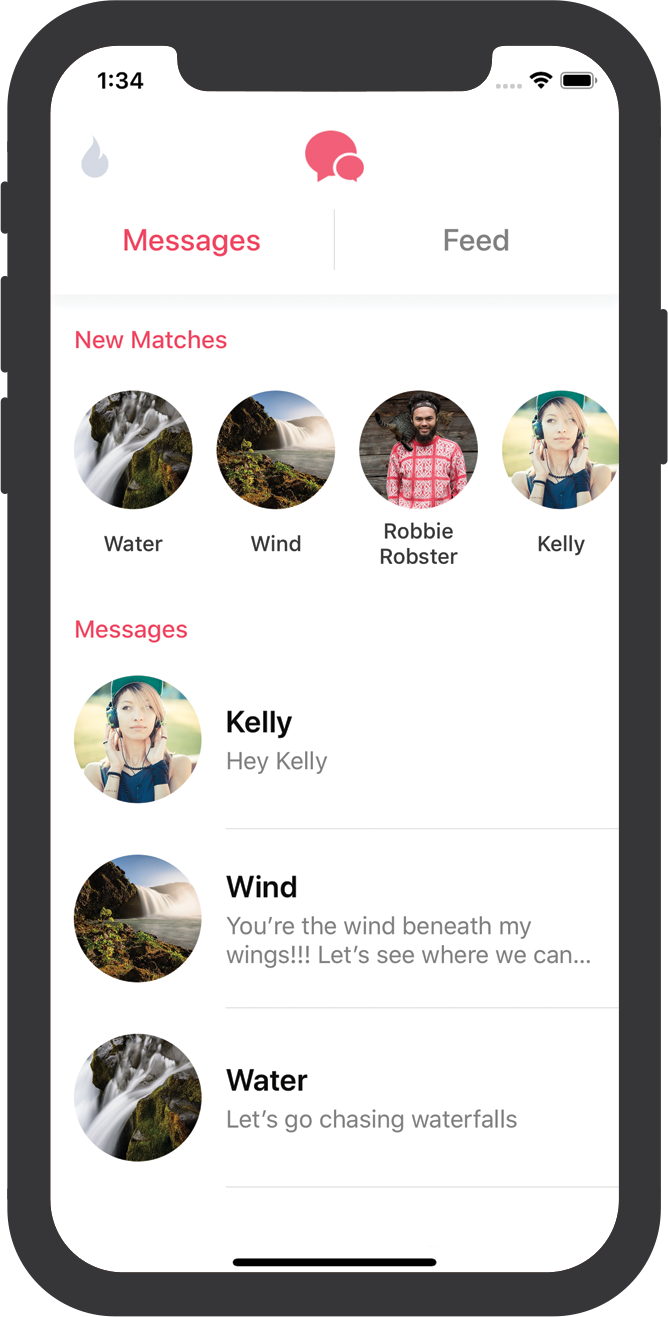 1:34
Messages
Feed
New Matches
Water
Wind
Robbie
Robster
Kelly
Messages
Kelly
Hey Kelly
Wind
You’re the wind beneath my
wings!!! Let’s see where we can...
Water
Let’s go chasing waterfalls